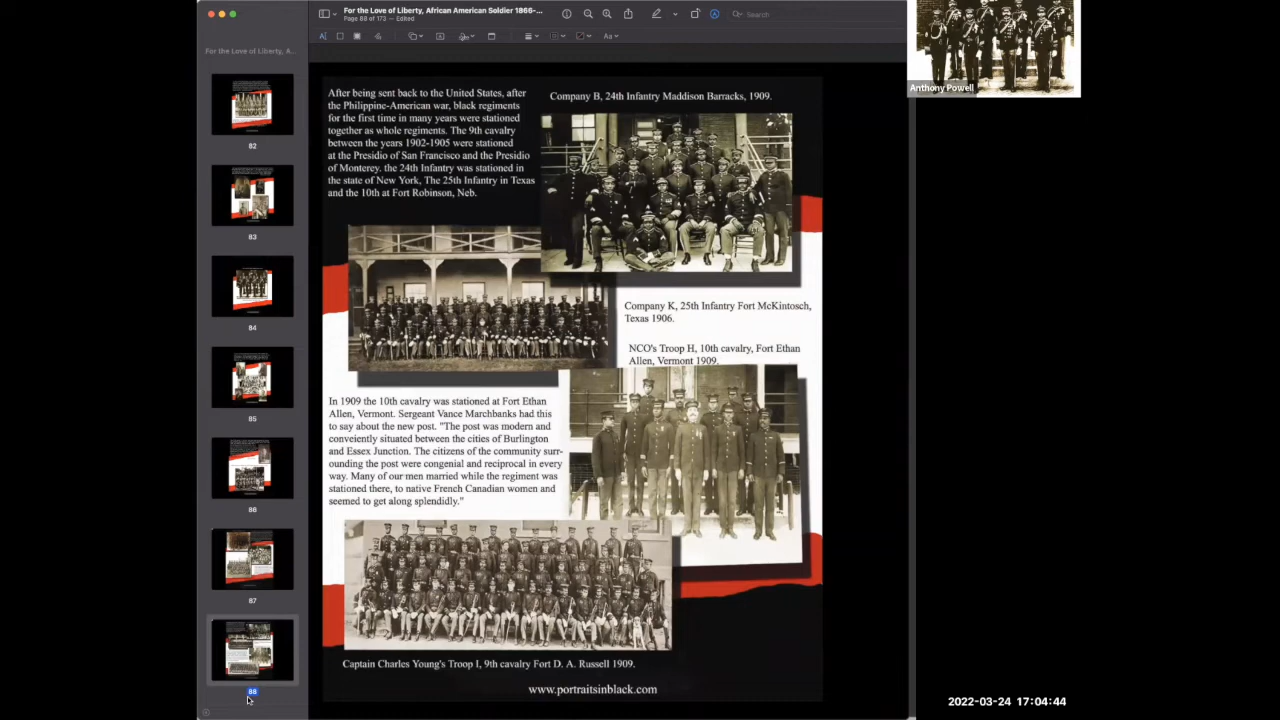 For the Love of Liberty, African American Soldier 1866-...
Page 88 of 173 — Edited
Search
For the Love of Liberty, A...
82
83
84
85
86
87
88
After being sent back to the United States, after
the Philippine-American war, black regiments
for the first time in many years were stationed
together as whole regiments. The 9th cavalry
between the years 1902-1905 were stationed
at the Presidio of San Francisco and the Presidio
of Monterey. the 24th Infantry was stationed in
the state of New York, The 25th Infantry in Texas
and the 10th at Fort Robinson, Neb.
Company B, 24th Infantry Maddison Barracks, 1909.
Company K, 25th Infantry Fort McKintosch,
Texas 1906.
NCO's Troop H, 10th cavalry, Fort Ethan
Allen, Vermont 1909.
In 1909 the 10th cavalry was stationed at Fort Ethan
Allen, Vermont. Sergeant Vance Marchbanks had this
to say about the new post. "The post was modern and
conveiently situated between the cities of Burlington
and Essex Junction. The citizens of the community surr-
ounding the post were congenial and reciprocal in every
way. Many of our men married while the regiment was
stationed there, to native French Canadian women and
seemed to get along splendidly."
Captain Charles Young's Troop I, 9th cavalry Fort D. A. Russell 1909.
www.portraitsinblack.com
Anthony Powell
2022-03-24 17:04:44